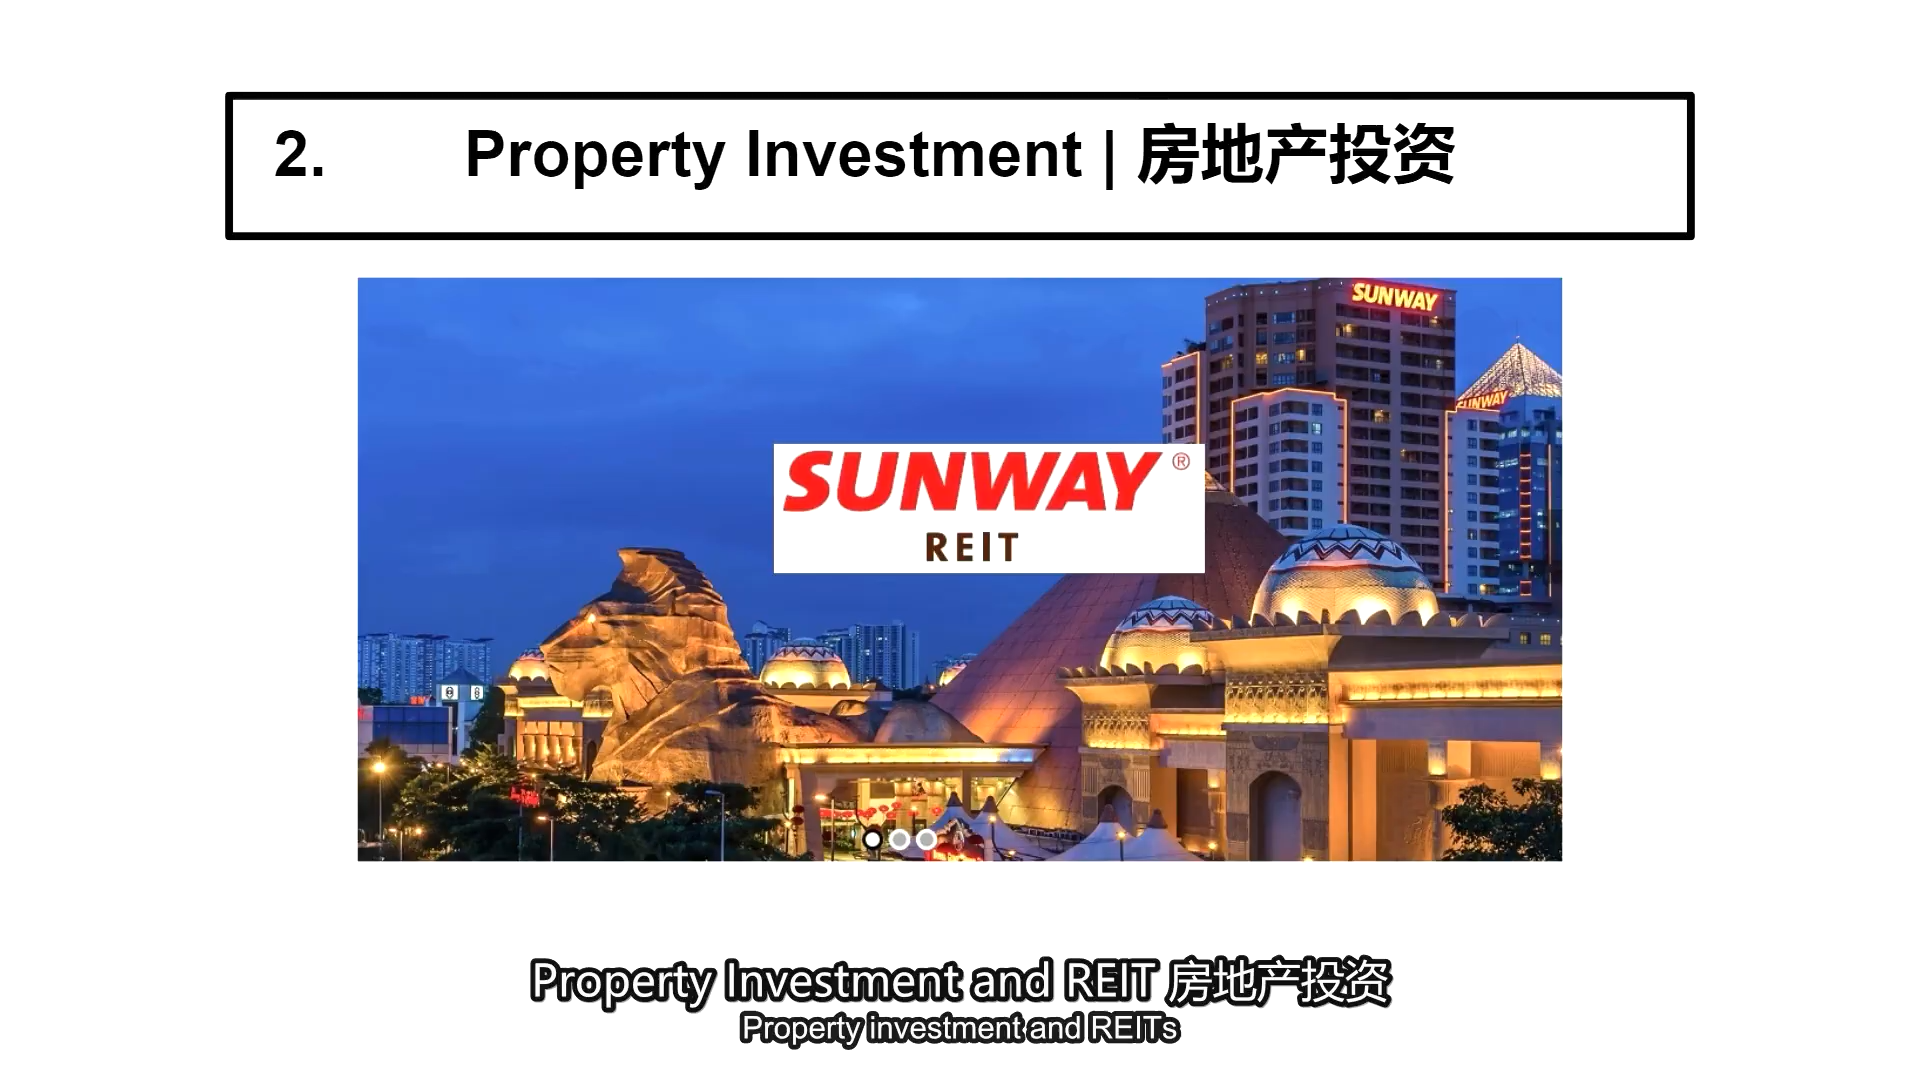 2. Property Investment | 房地产投资
SUNWAY
SUNWAY
SUNWAY ®
REIT
Property Investment and REIT 房地产投资
Property investment and REITs